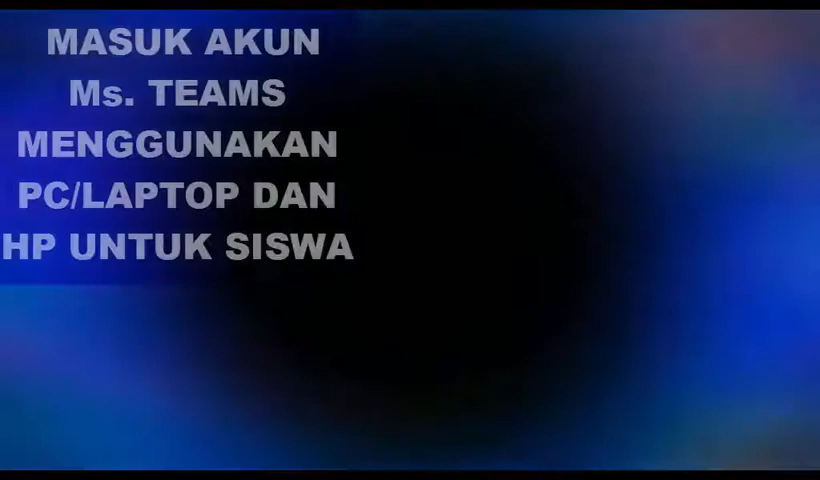 MASUK AKUN
Ms. TEAMS
MENGGUNAKAN
PC/LAPTOP DAN
HP UNTUK SISWA